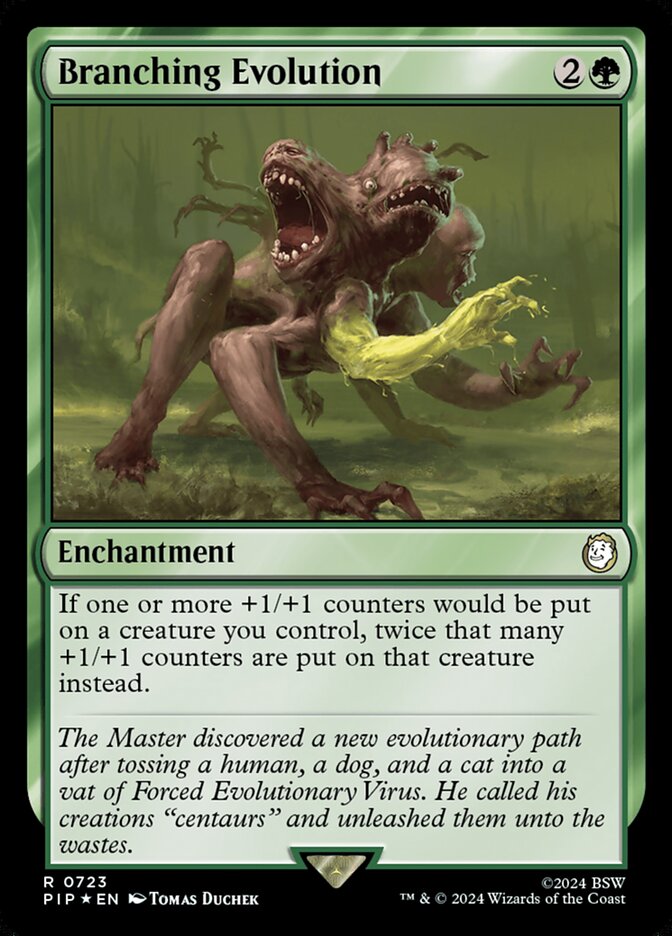 Branching Evolution 2
Enchantment
If one or more +1/+1 counters would be put
on a creature you control, twice that many
+1/+1 counters are put on that creature
instead.
The Master discovered a new evolutionary path
after tossing a human, a dog, and a cat into a
vat of Forced Evolutionary Virus. He called his
creations “centaurs” and unleashed them unto the
wastes.
R 0723 ©2024 BSW
PIP★EN Tomas Duchek ™ & © 2024 Wizards of the Coast